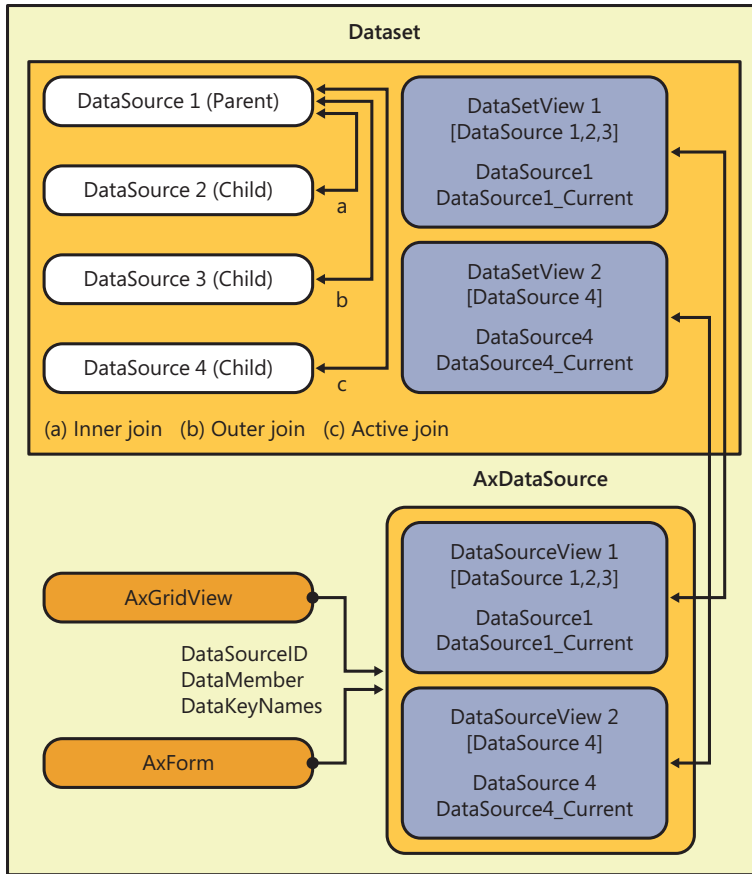 Dataset
DataSource 1 (Parent)
DataSource 2 (Child)
a
DataSource 3 (Child)
b
DataSource 4 (Child)
c
(a) Inner join (b) Outer join (c) Active join
DataSetView 1
[DataSource 1,2,3]
DataSource1
DataSource1_Current
DataSetView 2
[DataSource 4]
DataSource4
DataSource4_Current
AxDataSource
DataSourceView 1
[DataSource 1,2,3]
DataSource1
DataSource1_Current
DataSourceView 2
[DataSource 4]
DataSource 4
DataSource4_Current
AxGridView
DataSourceID
DataMember
DataKeyNames
AxForm